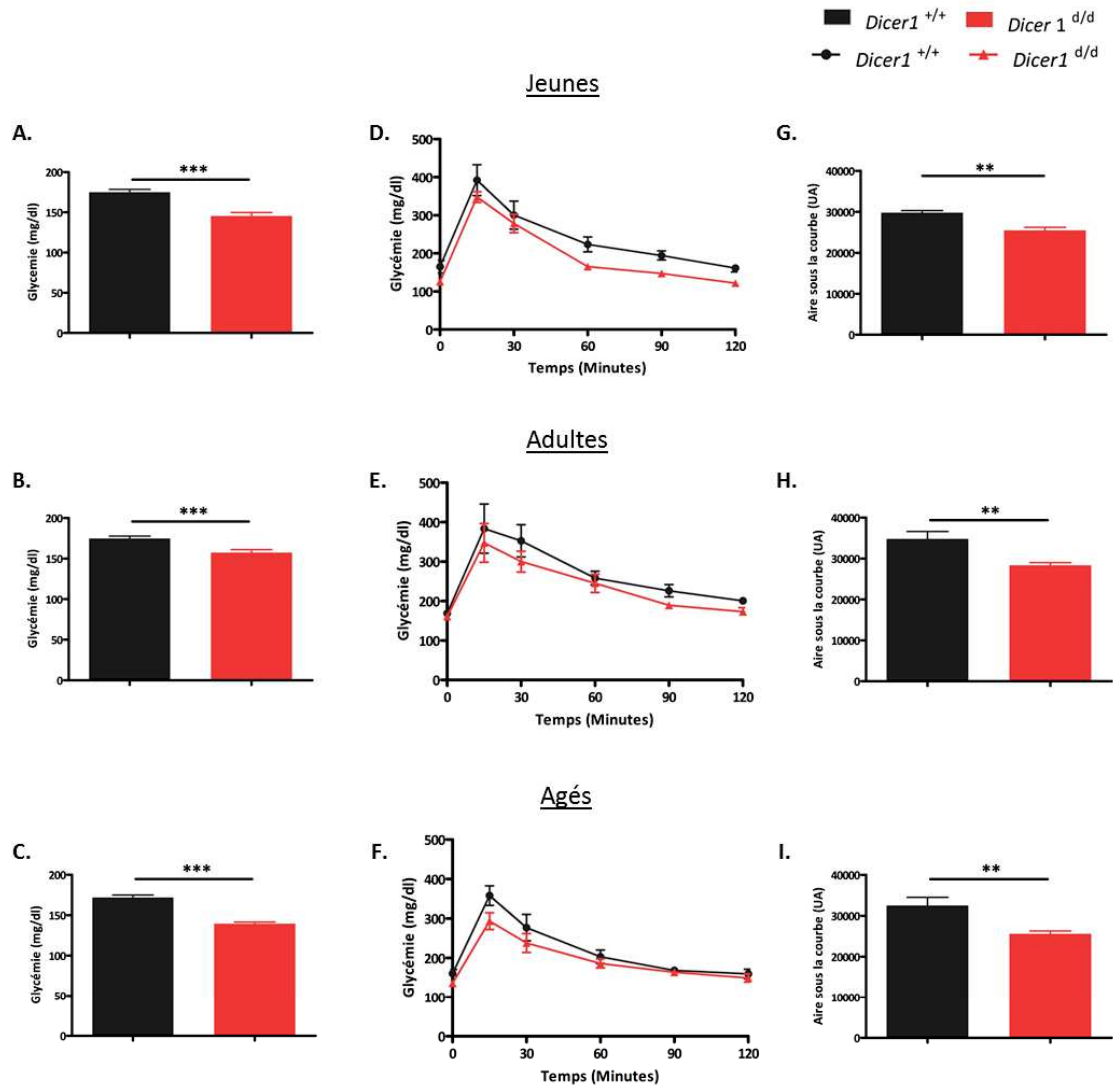 Dicer1 +/+ Dicer 1 d/d
Dicer1 +/+ Dicer1 d/d
Jeunes
A.
***
Glycemie (mg/dl)
200
150
100
50
0
D.
Glycémie (mg/dl)
500
400
300
200
100
0
0 30 60 90 120
Temps (Minutes)
G.
**
Aire sous la courbe (UA)
40000
30000
20000
10000
0
Adultes
B.
***
Glycémie (mg/dl)
200
150
100
50
0
E.
Glycémie (mg/dl)
500
400
300
200
100
0
0 30 60 90 120
Temps (Minutes)
H.
**
Aire sous la courbe (UA)
40000
30000
20000
10000
0
Agés
C.
***
Glycémie (mg/dl)
200
150
100
50
0
F.
Glycémie (mg/dl)
500
400
300
200
100
0
0 30 60 90 120
Temps (Minutes)
I.
**
Aire sous la courbe (UA)
40000
30000
20000
10000
0